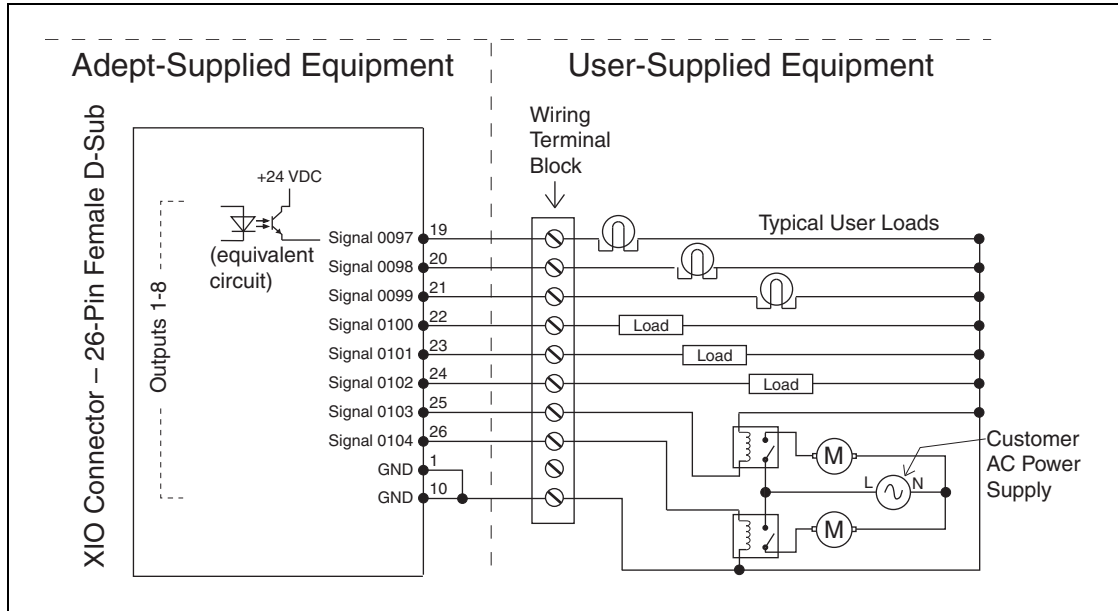 Adept-Supplied Equipment
User-Supplied Equipment
XIO Connector – 26-Pin Female D-Sub
Outputs 1-8
+24 VDC
(equivalent
circuit)
Wiring
Terminal
Block
Typical User Loads
Signal 0097 19
Signal 0098 20
Signal 0099 21
Signal 0100 22
Load
Signal 0101 23
Load
Signal 0102 24
Load
Signal 0103 25
Signal 0104 26
GND 1
GND 10
M
L N
M
Customer
AC Power
Supply